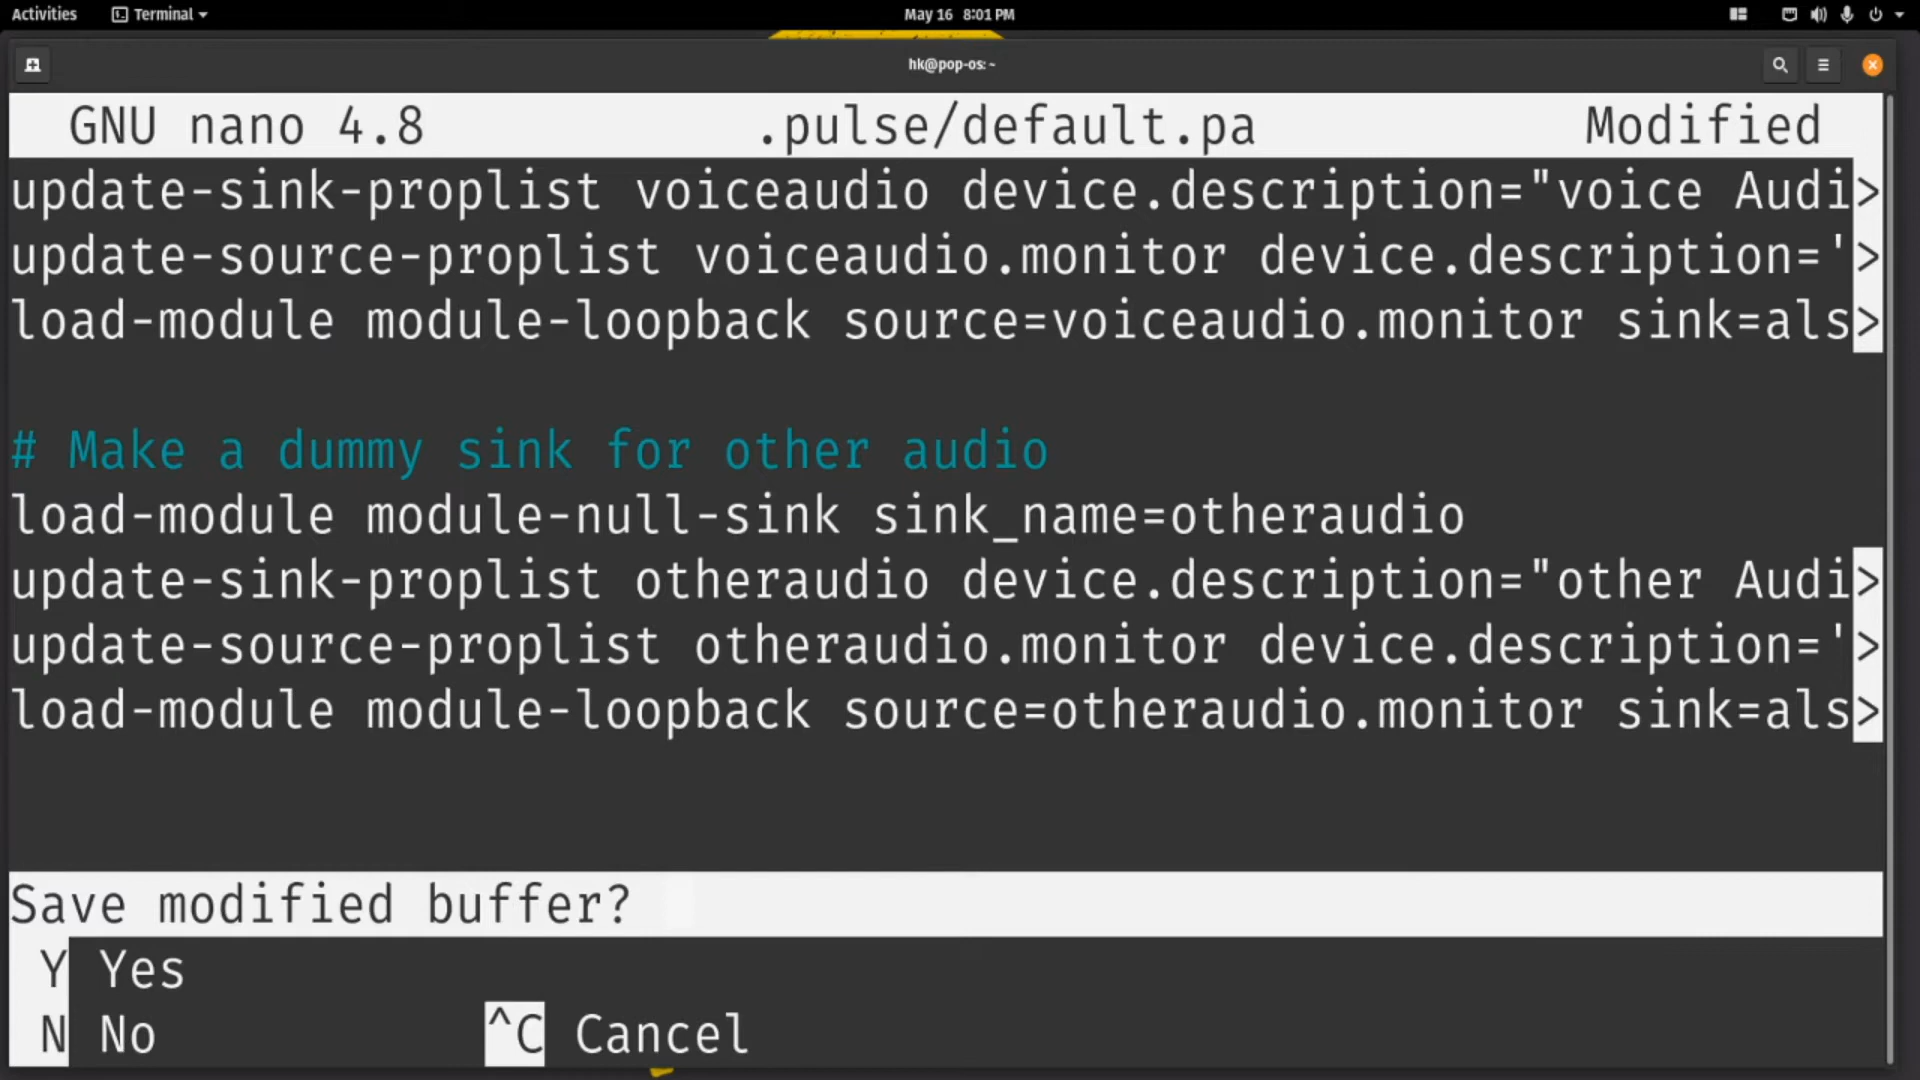 Activities Terminal May 16 8:01 PM
hk@pop-os: ~
GNU nano 4.8 .pulse/default.pa Modified
update-sink-proplist voiceaudio device.description="voice Audi>
update-source-proplist voiceaudio.monitor device.description='>
load-module module-loopback source=voiceaudio.monitor sink=als>
# Make a dummy sink for other audio
load-module module-null-sink sink_name=otheraudio
update-sink-proplist otheraudio device.description="other Audi>
update-source-proplist otheraudio.monitor device.description='>
load-module module-loopback source=otheraudio.monitor sink=als>
Save modified buffer?
Y Yes
N No ^C Cancel